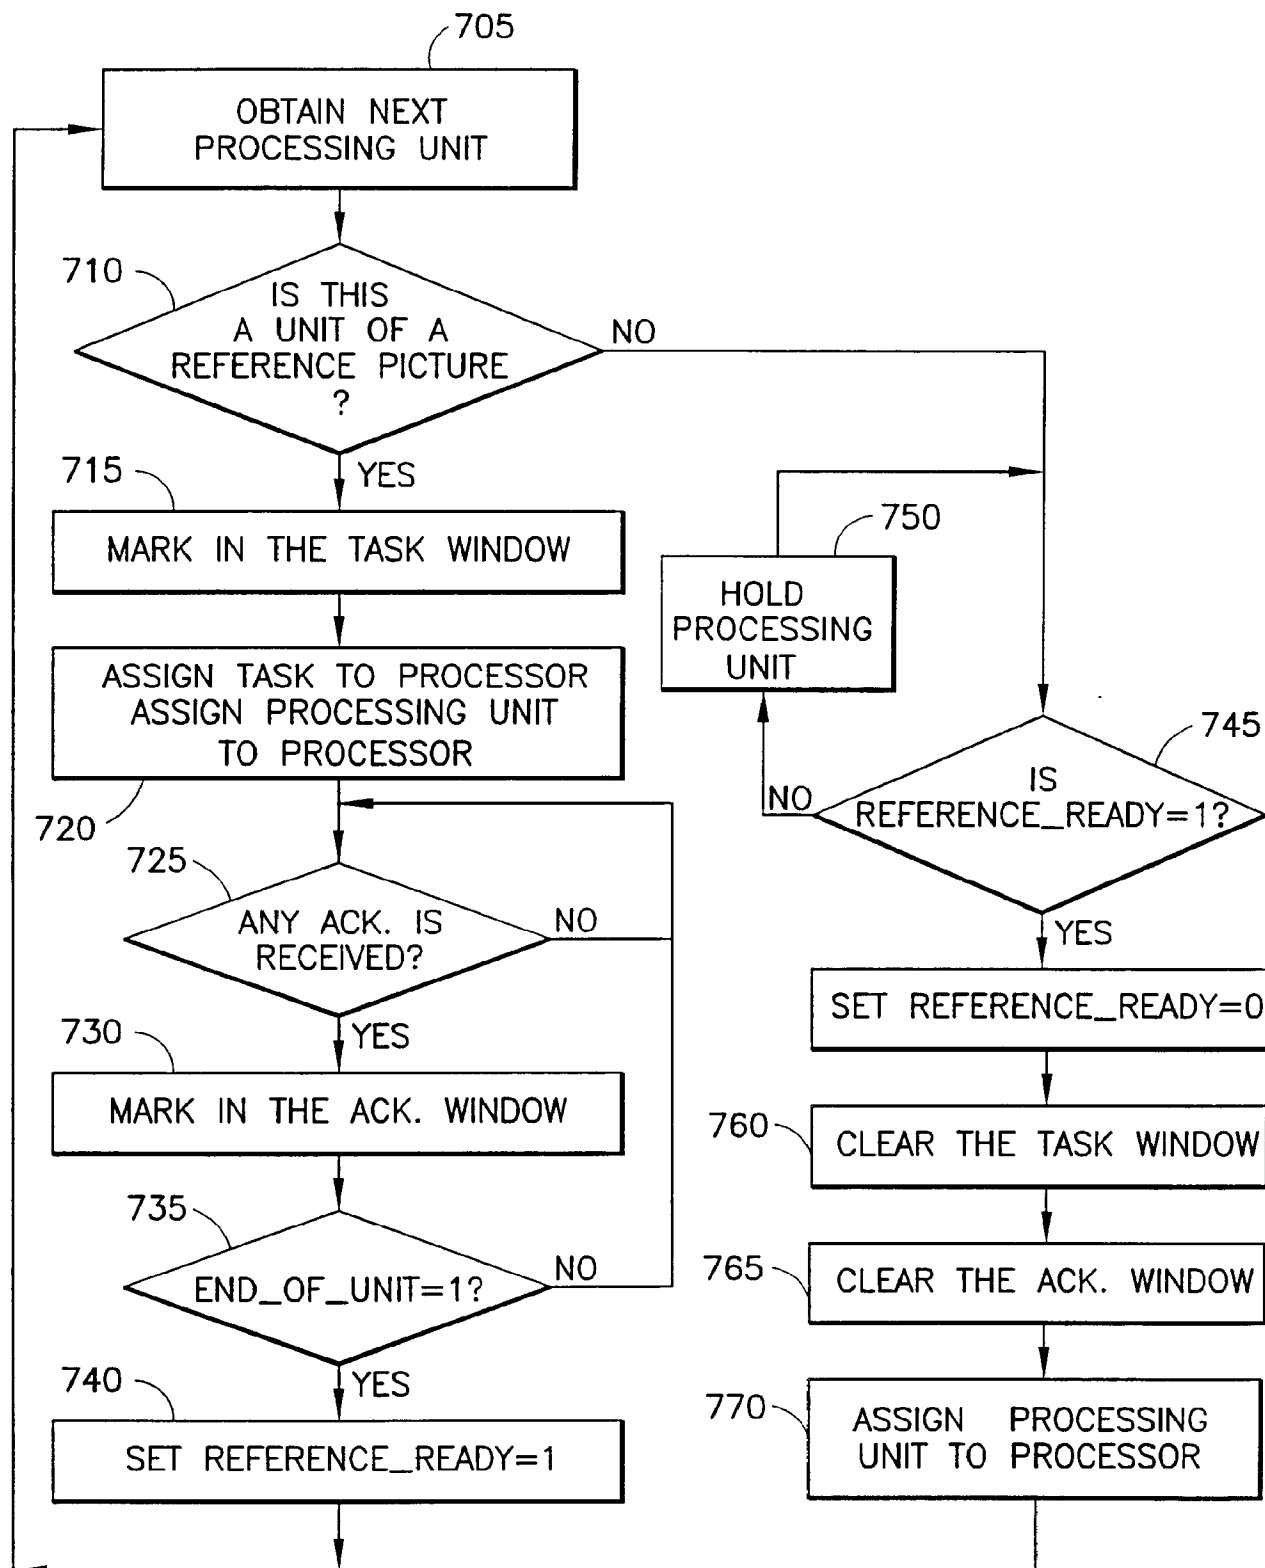 705
OBTAIN NEXT
PROCESSING UNIT
710
IS THIS
A UNIT OF A
REFERENCE PICTURE
?
NO
YES
715
MARK IN THE TASK WINDOW
ASSIGN TASK TO PROCESSOR
ASSIGN PROCESSING UNIT
TO PROCESSOR
720
725
ANY ACK. IS
RECEIVED?
NO
YES
730
MARK IN THE ACK. WINDOW
735
END_OF_UNIT=1?
NO
YES
740
SET REFERENCE_READY=1
750
HOLD
PROCESSING
UNIT
745
IS
REFERENCE_READY=1?
NO
YES
SET REFERENCE_READY=0
760
CLEAR THE TASK WINDOW
765
CLEAR THE ACK. WINDOW
770
ASSIGN PROCESSING
UNIT TO PROCESSOR